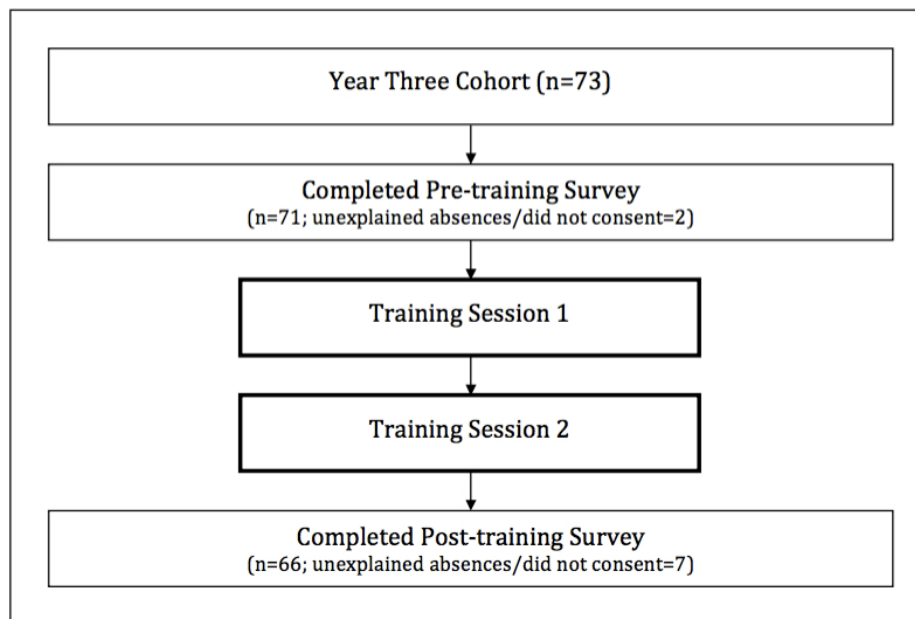 Year Three Cohort (n=73)
Completed Pre-training Survey
(n=71; unexplained absences/did not consent=2)
Training Session 1
Training Session 2
Completed Post-training Survey
(n=66; unexplained absences/did not consent=7)